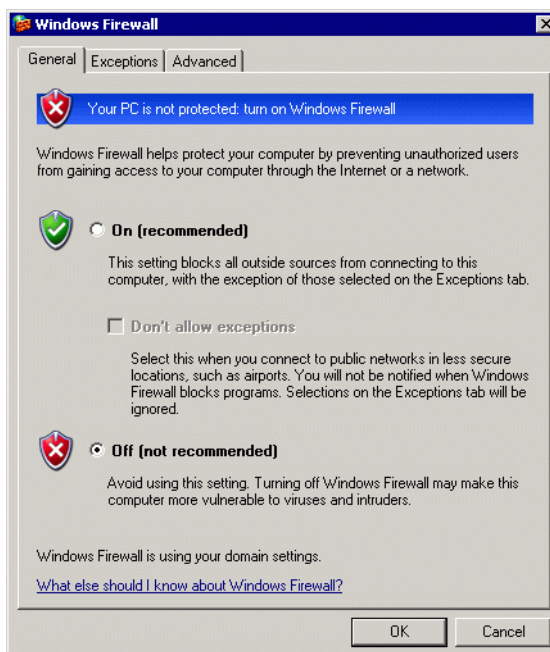 Windows Firewall
General Exceptions Advanced
Your PC is not protected: turn on Windows Firewall
Windows Firewall helps protect your computer by preventing unauthorized users
from gaining access to your computer through the Internet or a network.
On (recommended)
This setting blocks all outside sources from connecting to this
computer, with the exception of those selected on the Exceptions tab.
Don't allow exceptions
Select this when you connect to public networks in less secure
locations, such as airports. You will not be notified when Windows
Firewall blocks programs. Selections on the Exceptions tab will be
ignored.
Off (not recommended)
Avoid using this setting. Turning off Windows Firewall may make this
computer more vulnerable to viruses and intruders.
Windows Firewall is using your domain settings.
What else should I know about Windows Firewall?
OK Cancel